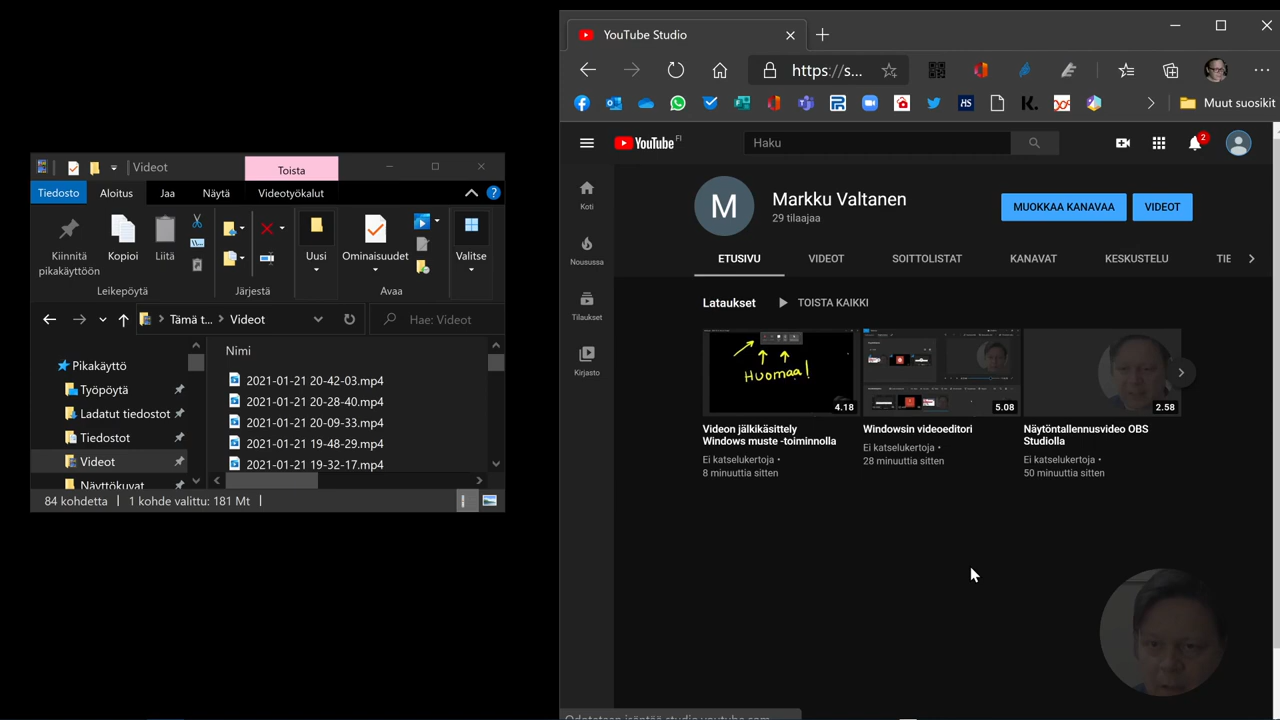 Videot
Toista
Tiedosto
Aloitus
Jaa
Näytä
Videotyökalut
Kiinnitä
pikakäyttöön
Kopioi
Liitä
Uusi
Ominaisuudet
Valitse
Leikepöytä
Järjestä
Avaa
Tämä t... > Videot
Hae: Videot
Nimi
Pikakäyttö
Työpöytä
Ladatut tiedostot
Tiedostot
Videot
Näyttökuvat
2021-01-21 20-42-03.mp4
2021-01-21 20-28-40.mp4
2021-01-21 20-09-33.mp4
2021-01-21 19-48-29.mp4
2021-01-21 19-32-17.mp4
84 kohdetta
1 kohde valittu: 181 Mt
YouTube Studio
https://s...
HS
K.
Muut suosikit
YouTube FI
Haku
2
Koti
Nousussa
Tilaukset
Kirjasto
M
Markku Valtanen
29 tilaajaa
MUOKKAA KANAVAA
VIDEOT
ETUSIVU
VIDEOT
SOITTOLISTAT
KANAVAT
KESKUSTELU
TIE
Lataukset
TOISTA KAIKKI
Huomaa!
4.18
Videon jälkikäsittely
Windows muste -toiminnolla
Ei katselukertoja •
8 minuuttia sitten
5.08
Windowsin videoeditori
Ei katselukertoja •
28 minuuttia sitten
2.58
Näytöntallennusvideo OBS
Studiolla
Ei katselukertoja •
50 minuuttia sitten